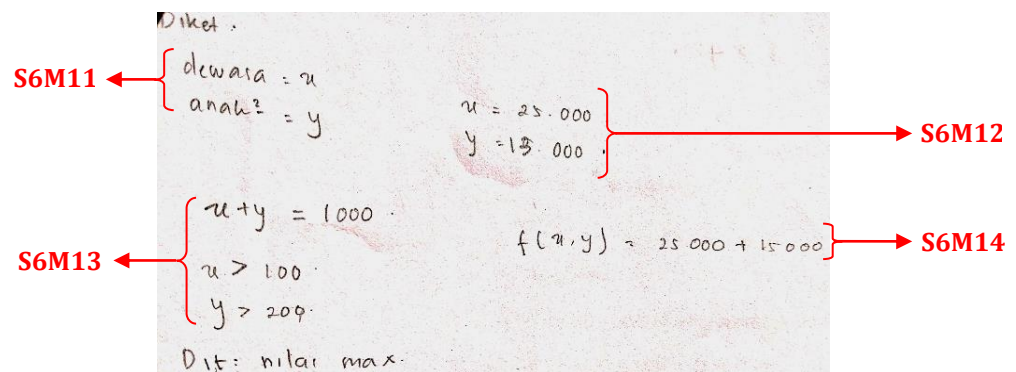 Diket :
S6M11
dewasa = x
anak² = y
x = 25.000
y = 15.000
S6M12
x + y = 1000
x > 100
y > 200
S6M13
f(x,y) = 25 000 + 15 000
S6M14
Dit : nilai max.